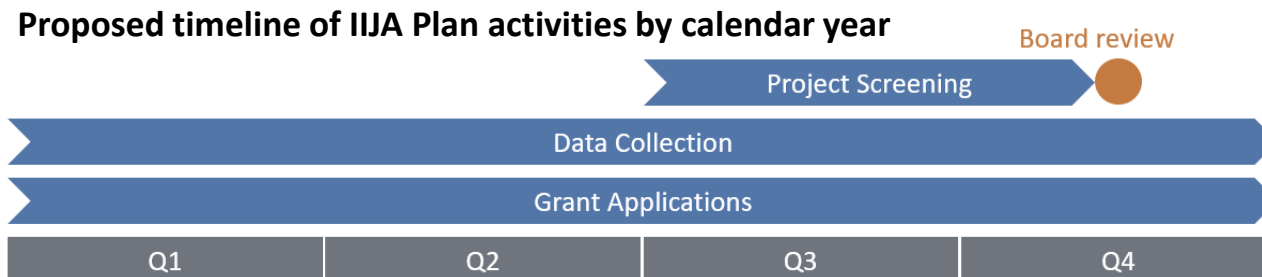 Proposed timeline of IIJA Plan activities by calendar year
Board review
Project Screening
Data Collection
Grant Applications
Q1 Q2 Q3 Q4